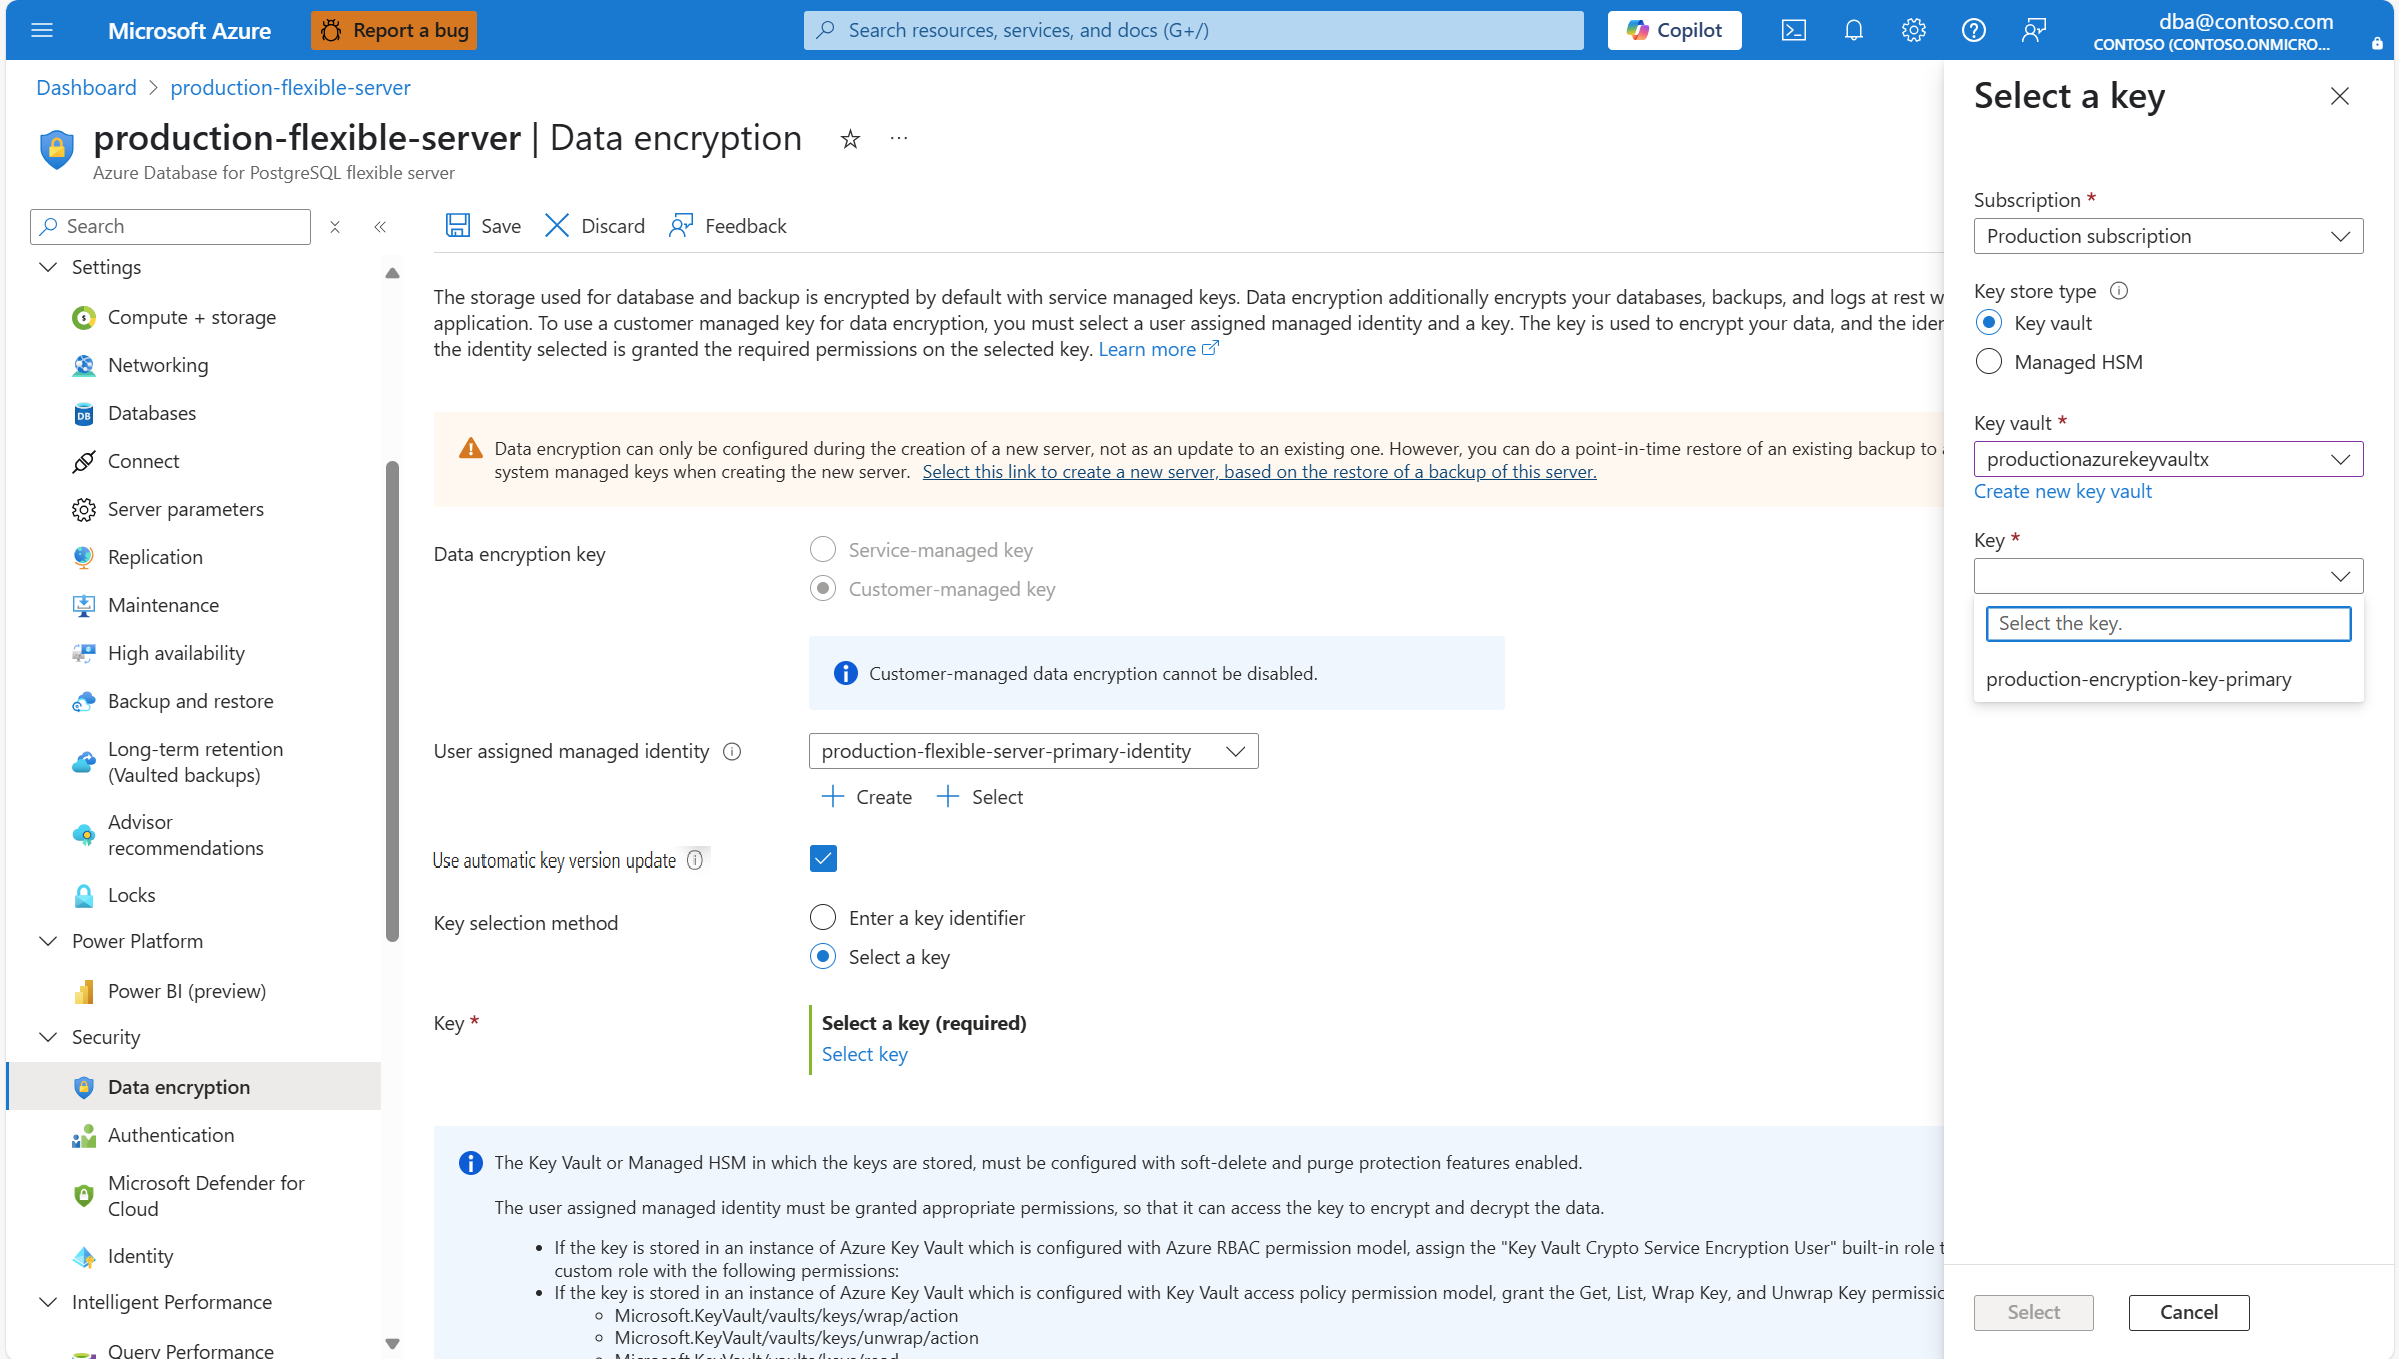 Microsoft Azure
Report a bug
Search resources, services, and docs (G+/)
Copilot
dba@contoso.com
CONTOSO (CONTOSO.ONMICRO...
Dashboard > production-flexible-server
production-flexible-server | Data encryption
Azure Database for PostgreSQL flexible server
Search
Settings
Compute + storage
Networking
Databases
Connect
Server parameters
Replication
Maintenance
High availability
Backup and restore
Long-term retention
(Vaulted backups)
Advisor
recommendations
Locks
Power Platform
Power BI (preview)
Security
Data encryption
Authentication
Microsoft Defender for
Cloud
Identity
Intelligent Performance
Query Performance
Save
Discard
Feedback
The storage used for database and backup is encrypted by default with service managed keys. Data encryption additionally encrypts your databases, backups, and logs at rest w
application. To use a customer managed key for data encryption, you must select a user assigned managed identity and a key. The key is used to encrypt your data, and the iden
the identity selected is granted the required permissions on the selected key. Learn more
Data encryption can only be configured during the creation of a new server, not as an update to an existing one. However, you can do a point-in-time restore of an existing backup to a
system managed keys when creating the new server. Select this link to create a new server, based on the restore of a backup of this server.
Data encryption key
Service-managed key
Customer-managed key
Customer-managed data encryption cannot be disabled.
User assigned managed identity
production-flexible-server-primary-identity
Create
Select
Use automatic key version update
Key selection method
Enter a key identifier
Select a key
Key *
Select a key (required)
Select key
The Key Vault or Managed HSM in which the keys are stored, must be configured with soft-delete and purge protection features enabled.
The user assigned managed identity must be granted appropriate permissions, so that it can access the key to encrypt and decrypt the data.
• If the key is stored in an instance of Azure Key Vault which is configured with Azure RBAC permission model, assign the "Key Vault Crypto Service Encryption User" built-in role t
custom role with the following permissions:
• If the key is stored in an instance of Azure Key Vault which is configured with Key Vault access policy permission model, grant the Get, List, Wrap Key, and Unwrap Key permissic
◦ Microsoft.KeyVault/vaults/keys/wrap/action
◦ Microsoft.KeyVault/vaults/keys/unwrap/action
◦ Microsoft.KeyVault/vaults/keys/read
Select a key
Subscription *
Production subscription
Key store type
Key vault
Managed HSM
Key vault *
productionazurekeyvaultx
Create new key vault
Key *
Select the key.
production-encryption-key-primary
Select
Cancel